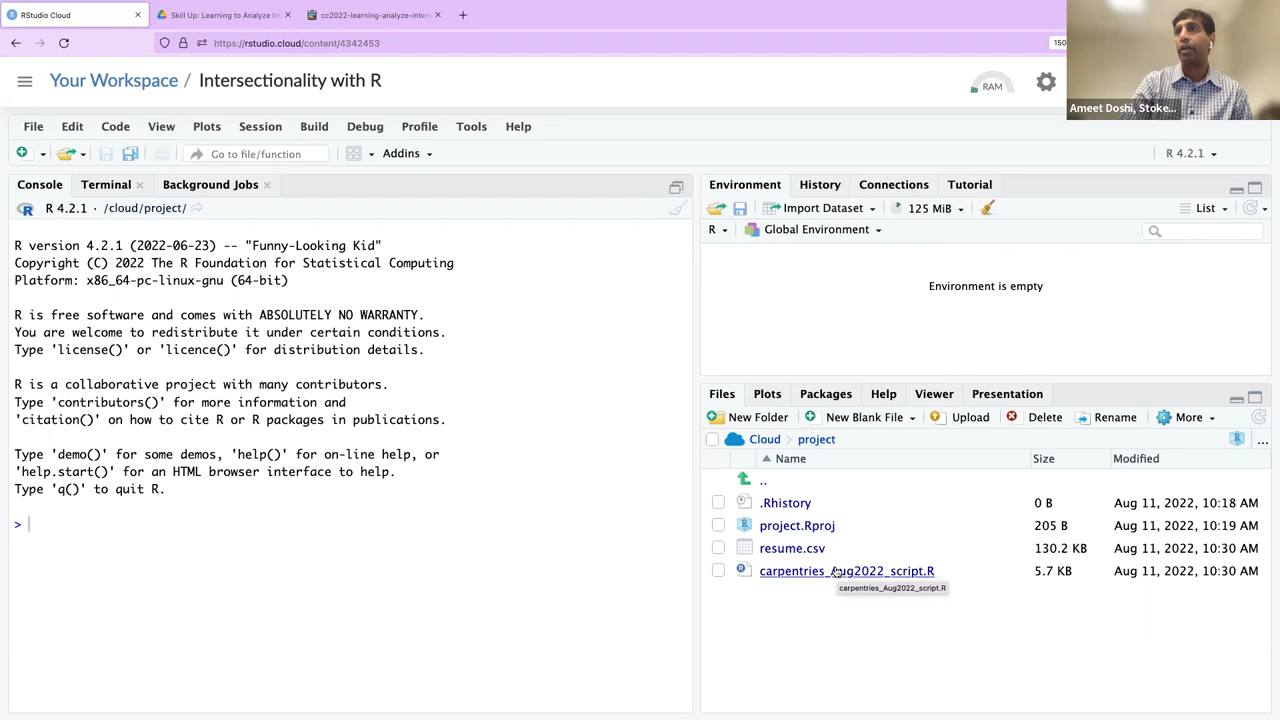 RStudio Cloud
Skill Up: Learning to Analyze Int
cc2022-learning-analyze-inters
https://rstudio.cloud/content/4342453
150
Your Workspace / Intersectionality with R
RAM
Ameet Doshi, Stoke...
File Edit Code View Plots Session Build Debug Profile Tools Help
Go to file/function
Addins
R 4.2.1
Console Terminal Background Jobs
R 4.2.1 · /cloud/project/
R version 4.2.1 (2022-06-23) -- "Funny-Looking Kid"
Copyright (C) 2022 The R Foundation for Statistical Computing
Platform: x86_64-pc-linux-gnu (64-bit)
R is free software and comes with ABSOLUTELY NO WARRANTY.
You are welcome to redistribute it under certain conditions.
Type 'license()' or 'licence()' for distribution details.
R is a collaborative project with many contributors.
Type 'contributors()' for more information and
'citation()' on how to cite R or R packages in publications.
Type 'demo()' for some demos, 'help()' for on-line help, or
'help.start()' for an HTML browser interface to help.
Type 'q()' to quit R.
>
Environment History Connections Tutorial
Import Dataset 125 MiB List
R Global Environment
Environment is empty
Files Plots Packages Help Viewer Presentation
New Folder New Blank File Upload Delete Rename More
Cloud project ...
Name Size Modified
..
.Rhistory 0 B Aug 11, 2022, 10:18 AM
project.Rproj 205 B Aug 11, 2022, 10:19 AM
resume.csv 130.2 KB Aug 11, 2022, 10:30 AM
carpentries_Aug2022_script.R 5.7 KB Aug 11, 2022, 10:30 AM
carpentries_Aug2022_script.R